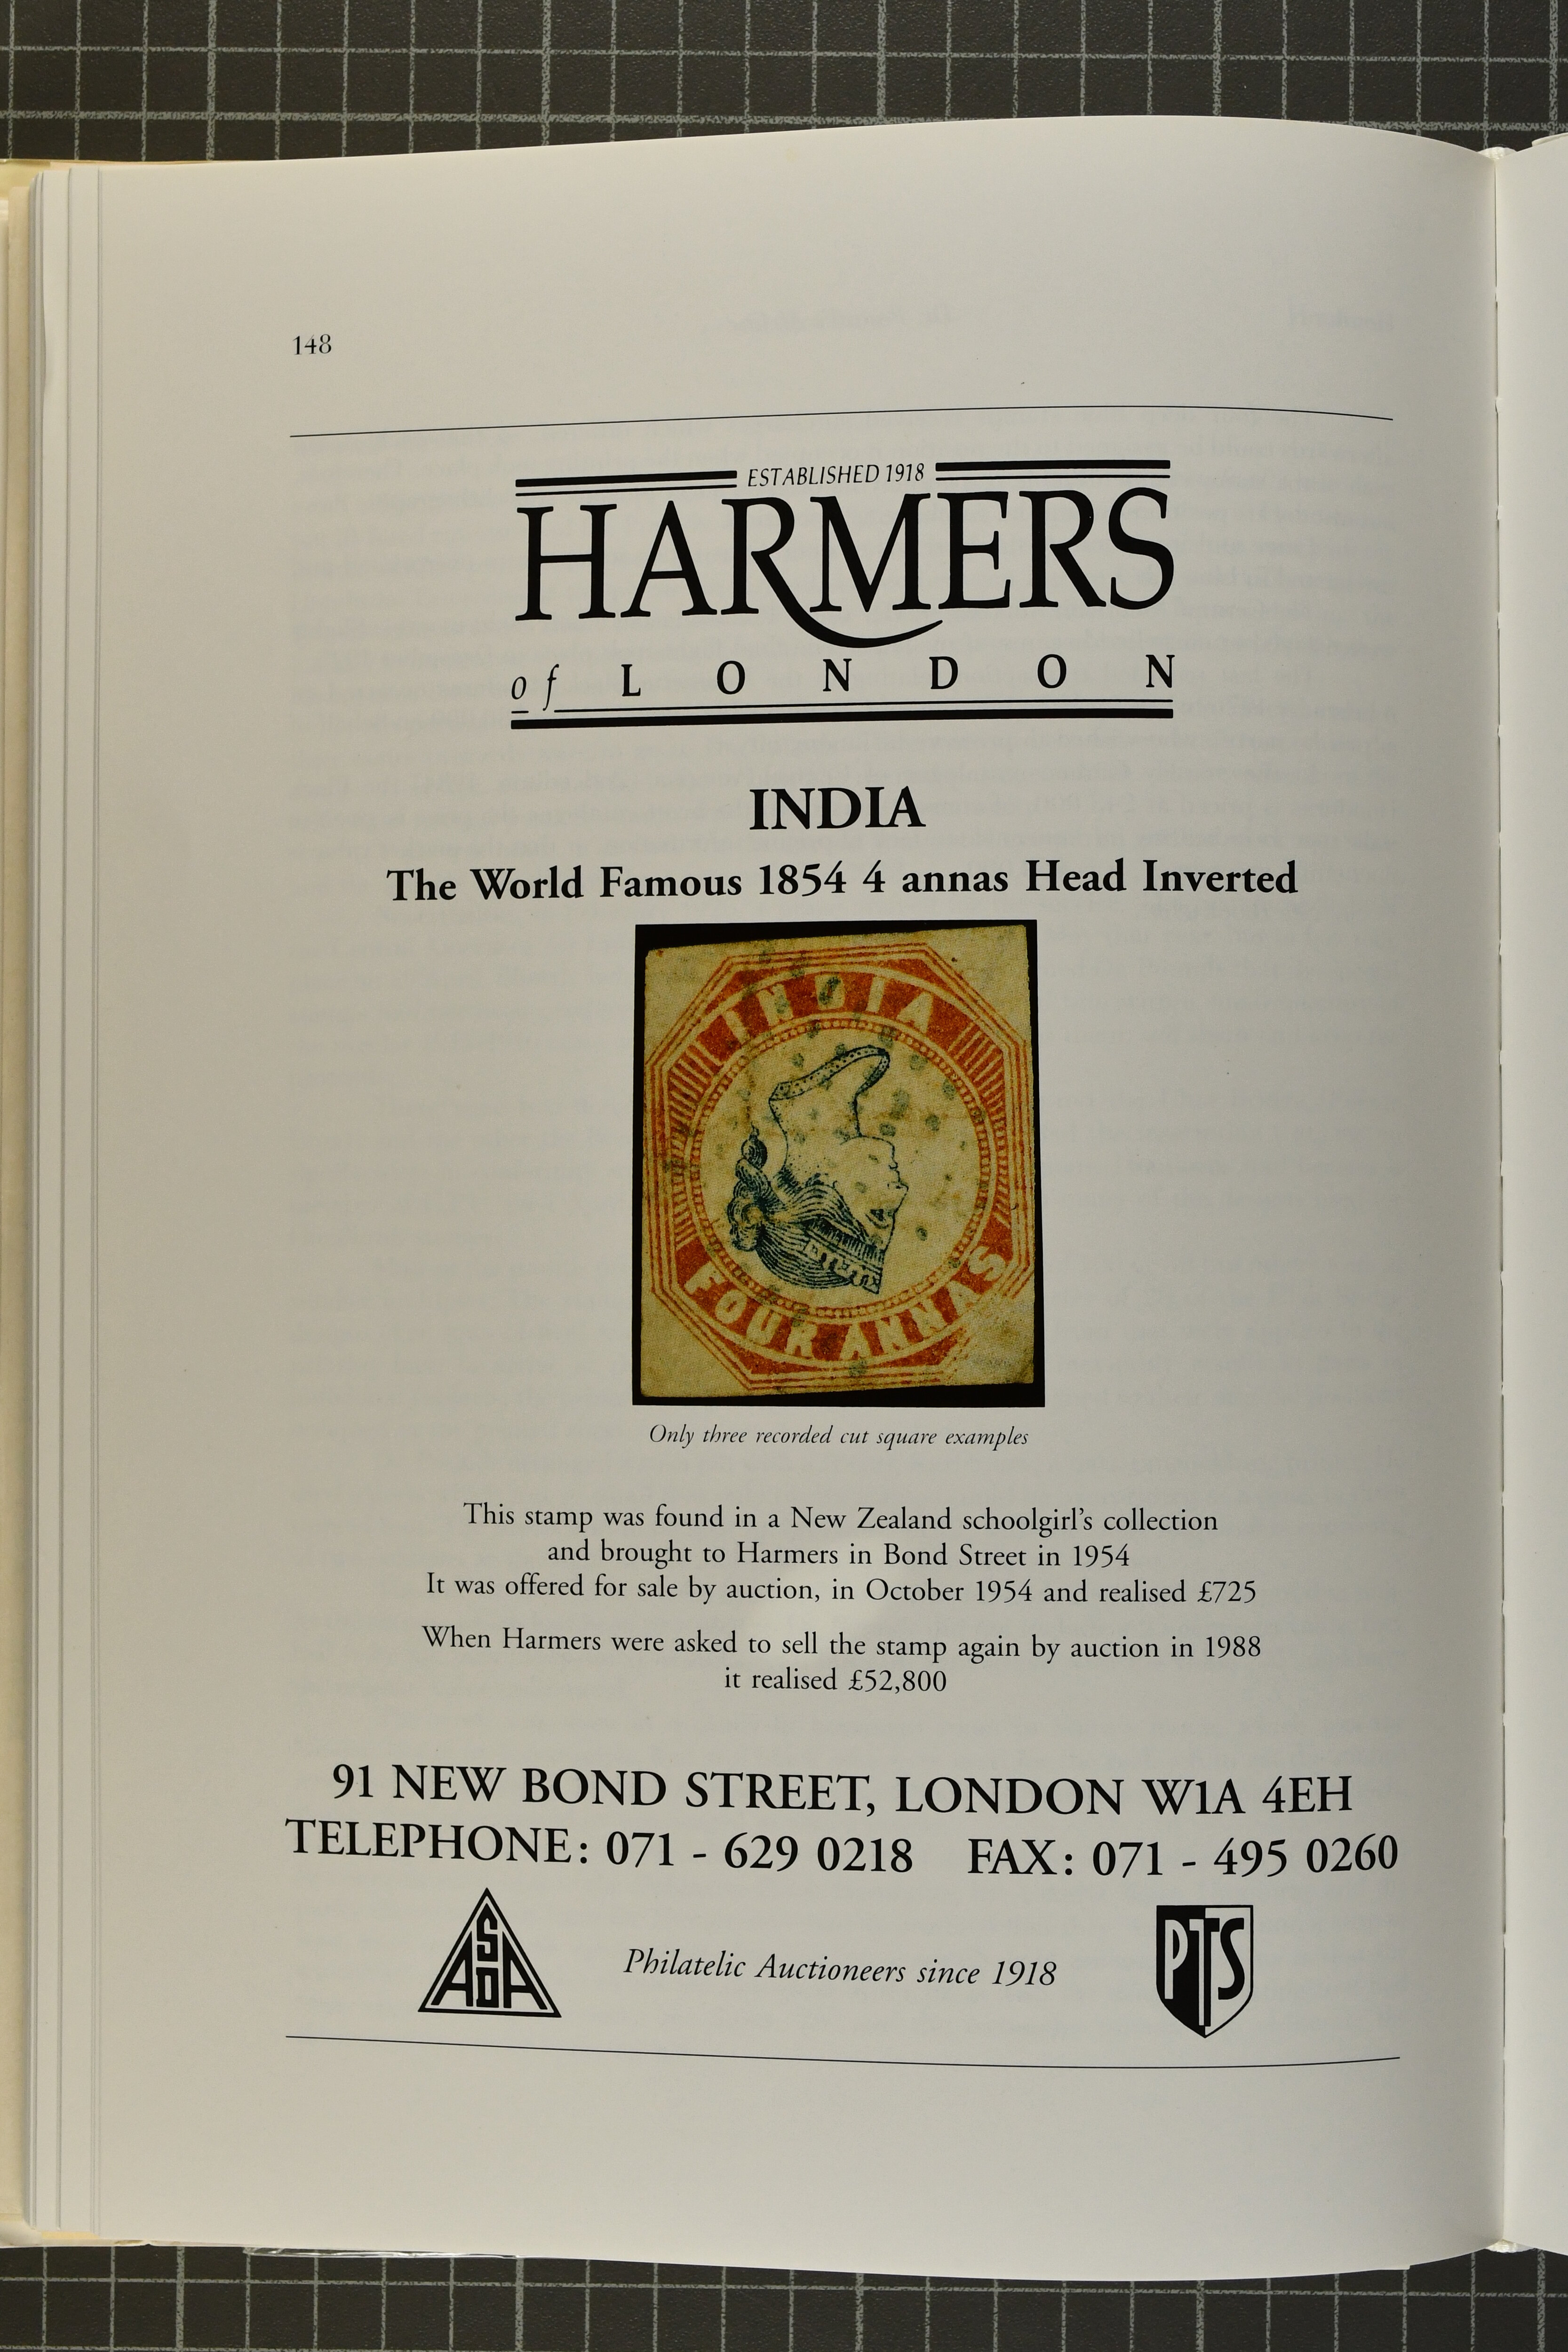 148
ESTABLISHED 1918
HARMERS
of LONDON
INDIA
The World Famous 1854 4 annas Head Inverted
INDIA
FOUR ANNAS
Only three recorded cut square examples
This stamp was found in a New Zealand schoolgirl's collection
and brought to Harmers in Bond Street in 1954
It was offered for sale by auction, in October 1954 and realised £725
When Harmers were asked to sell the stamp again by auction in 1988
it realised £52,800
91 NEW BOND STREET, LONDON W1A 4EH
TELEPHONE: 071 - 629 0218 FAX: 071 - 495 0260
ASDA
Philatelic Auctioneers since 1918
PTS